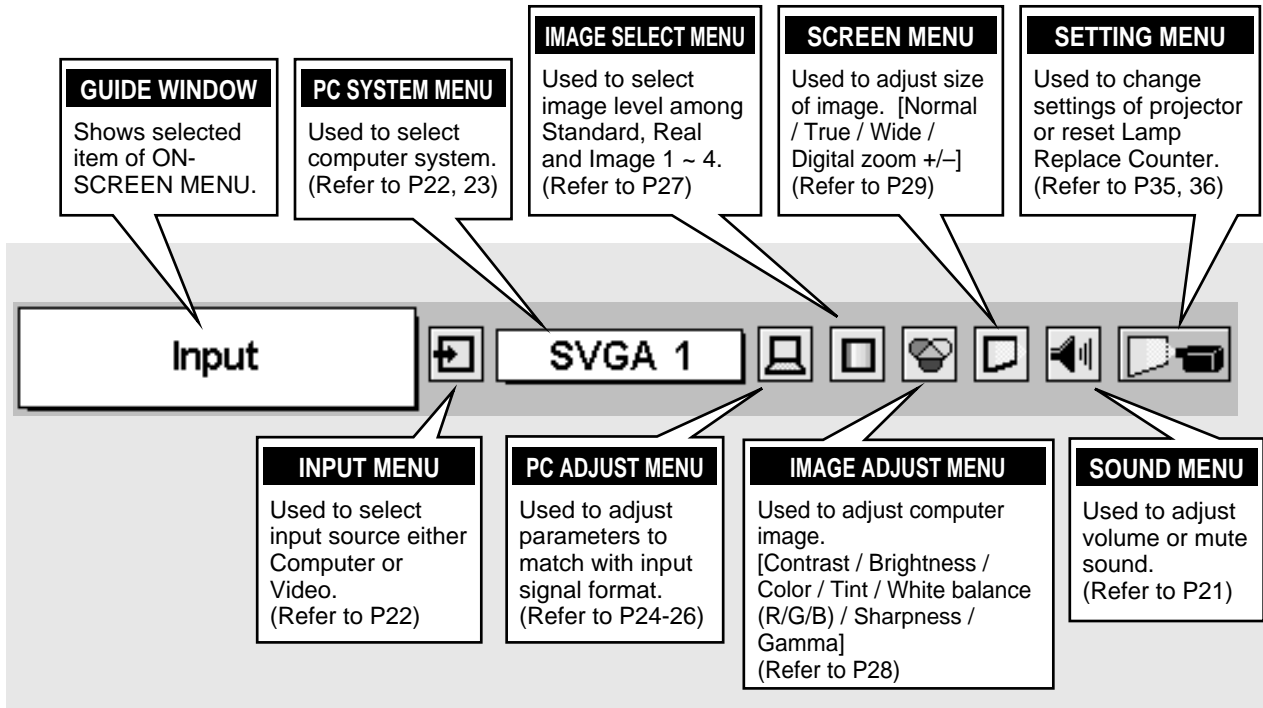 GUIDE WINDOW
Shows selected
item of ON-
SCREEN MENU.
PC SYSTEM MENU
Used to select
computer system.
(Refer to P22, 23)
IMAGE SELECT MENU
Used to select
image level among
Standard, Real
and Image 1 ~ 4.
(Refer to P27)
SCREEN MENU
Used to adjust size
of image.  [Normal
/ True / Wide /
Digital zoom +/–]
(Refer to P29)
SETTING MENU
Used to change
settings of projector
or reset Lamp
Replace Counter.
(Refer to P35, 36)
Input
SVGA 1
INPUT MENU
Used to select
input source either
Computer or
Video.
(Refer to P22)
PC ADJUST MENU
Used to adjust
parameters to
match with input
signal format.
(Refer to P24-26)
IMAGE ADJUST MENU
Used to adjust computer
image.
[Contrast / Brightness /
Color / Tint / White balance
(R/G/B) / Sharpness /
Gamma]
(Refer to P28)
SOUND MENU
Used to adjust
volume or mute
sound.
(Refer to P21)